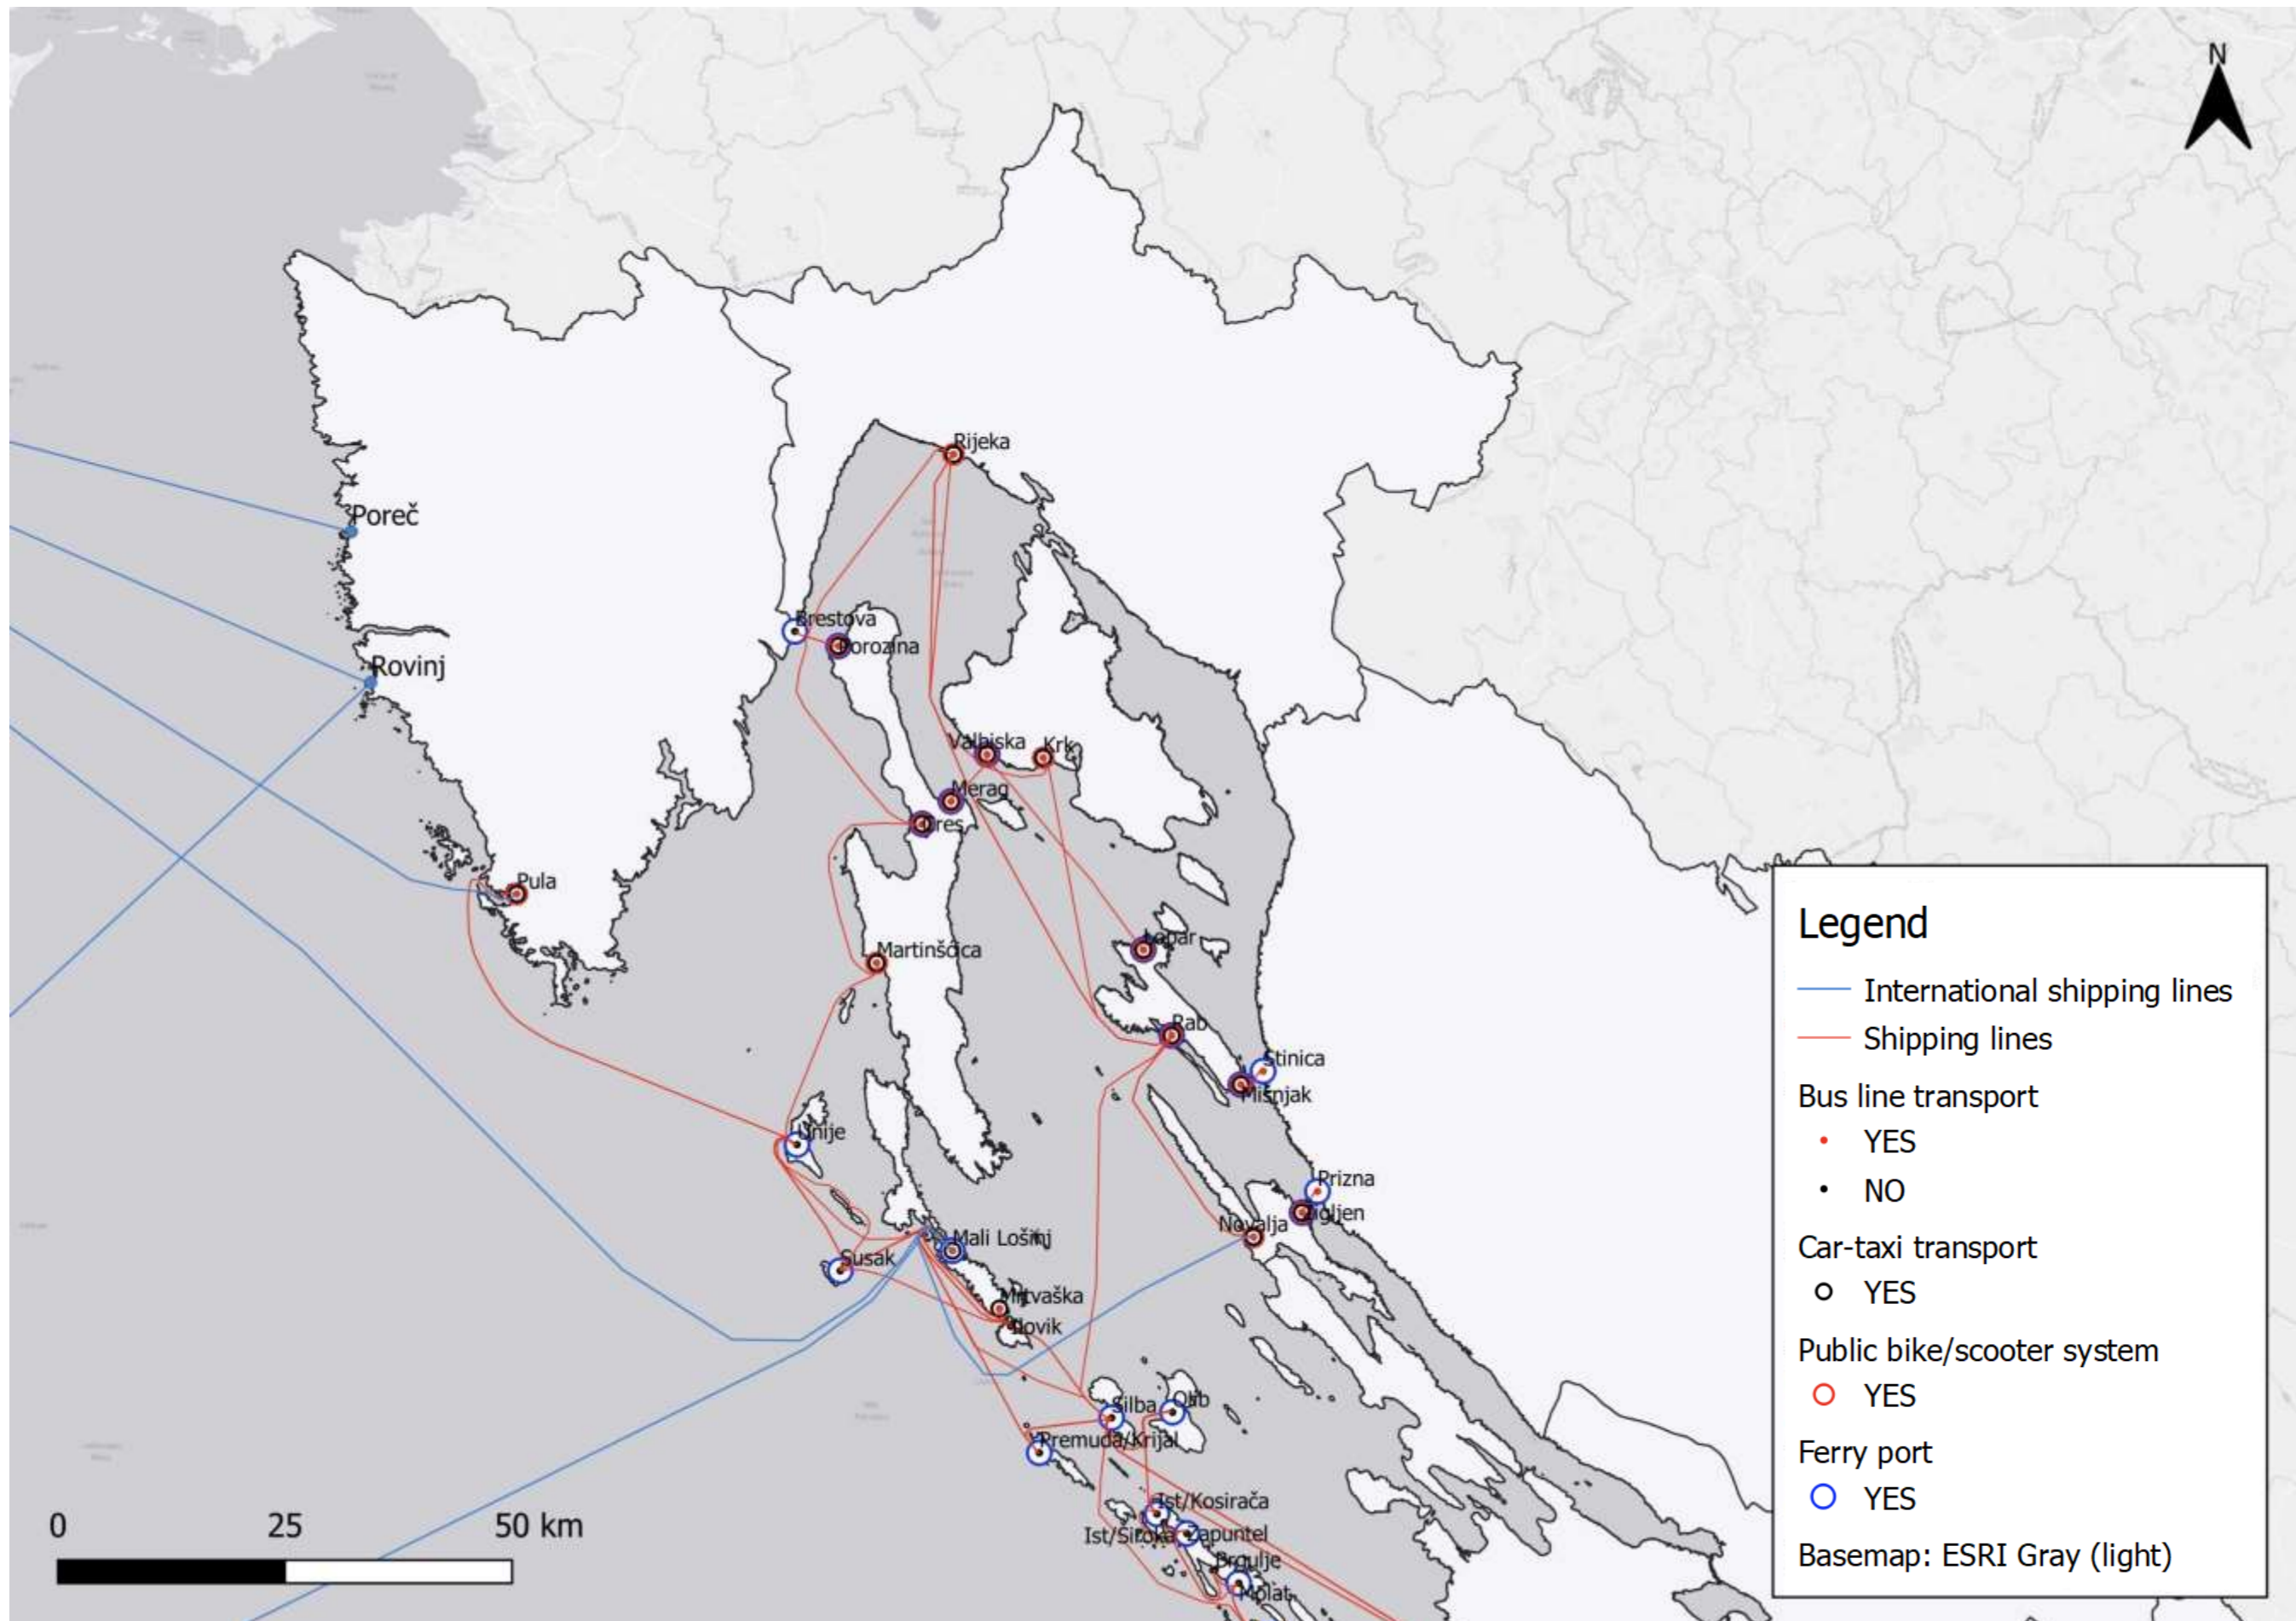 N
Rijeka
Poreč
Brestova
Porozina
Rovinj
Valbiska
Krk
Merag
Cres
Pula
Lopar
Martinšćica
Rab
Stinica
Mišnjak
Unije
Prizna
Žigljen
Novalja
Mali Lošinj
Susak
Mrtvaška
Ilovik
Silba
Olib
Premuda/Krijal
Ist/Kosirača
Ist/Široka
Zapuntel
Brgulje
Molat
0 25 50 km
Legend
International shipping lines
Shipping lines
Bus line transport
YES
NO
Car-taxi transport
YES
Public bike/scooter system
YES
Ferry port
YES
Basemap: ESRI Gray (light)